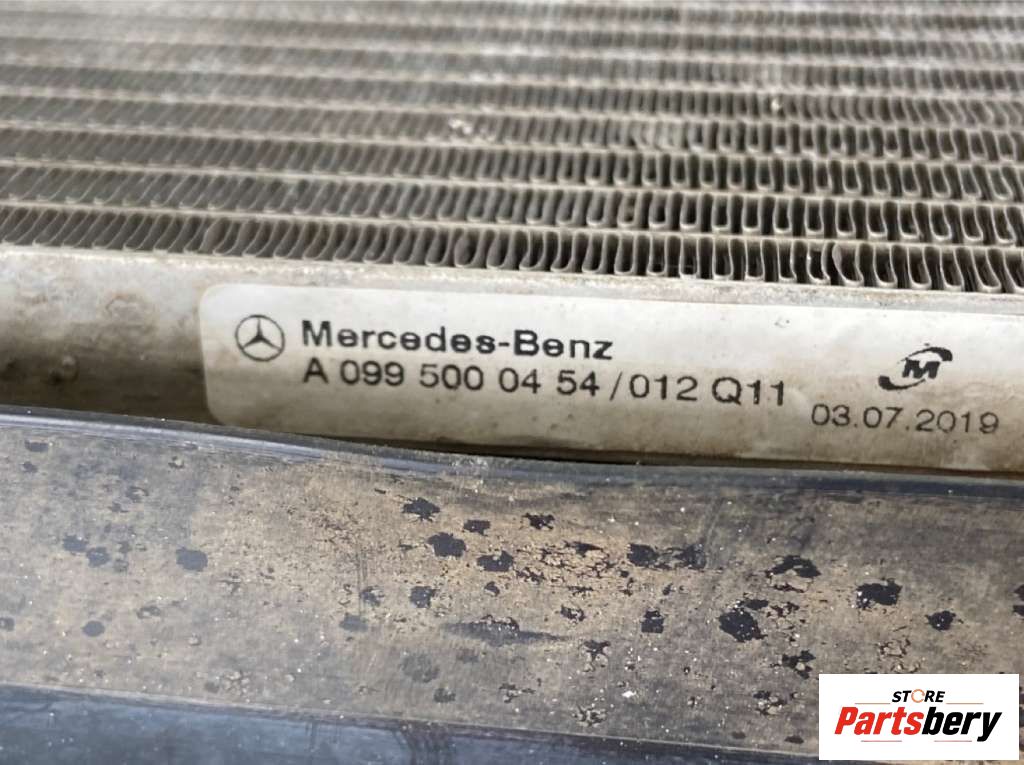 Mercedes-Benz
A 099 500 04 54/012 Q11
M
03.07.2019
STORE
Partsbery